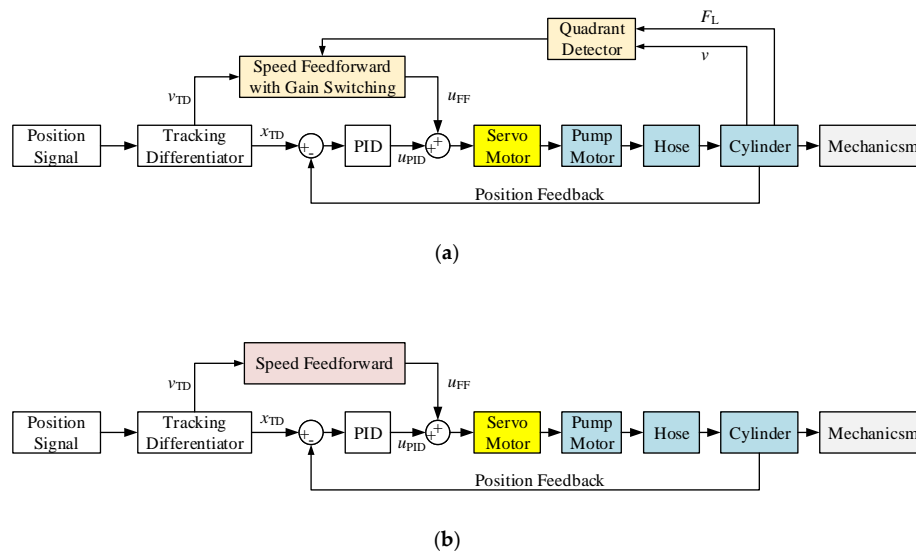 Quadrant
Detector
F_L
v
Speed Feedforward
with Gain Switching
v_TD
u_FF
Position
Signal
Tracking
Differentiator
x_TD
+
-
PID
u_PID
+
+
Servo
Motor
Pump
Motor
Hose
Cylinder
Mechanicsm
Position Feedback
(a)
Speed Feedforward
v_TD
u_FF
Position
Signal
Tracking
Differentiator
x_TD
+
-
PID
u_PID
+
+
Servo
Motor
Pump
Motor
Hose
Cylinder
Mechanicsm
Position Feedback
(b)